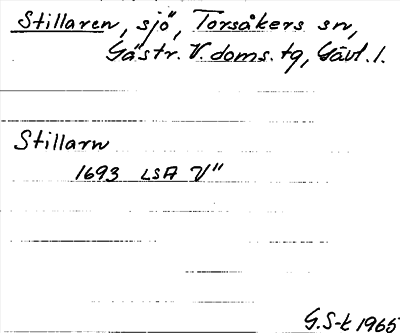 Stillaren, sjö, Torsåkers sn,
Gästr. V. doms. tg, Gävl. l.
Stillarn
1693 LSA V"
G. S-k 1965